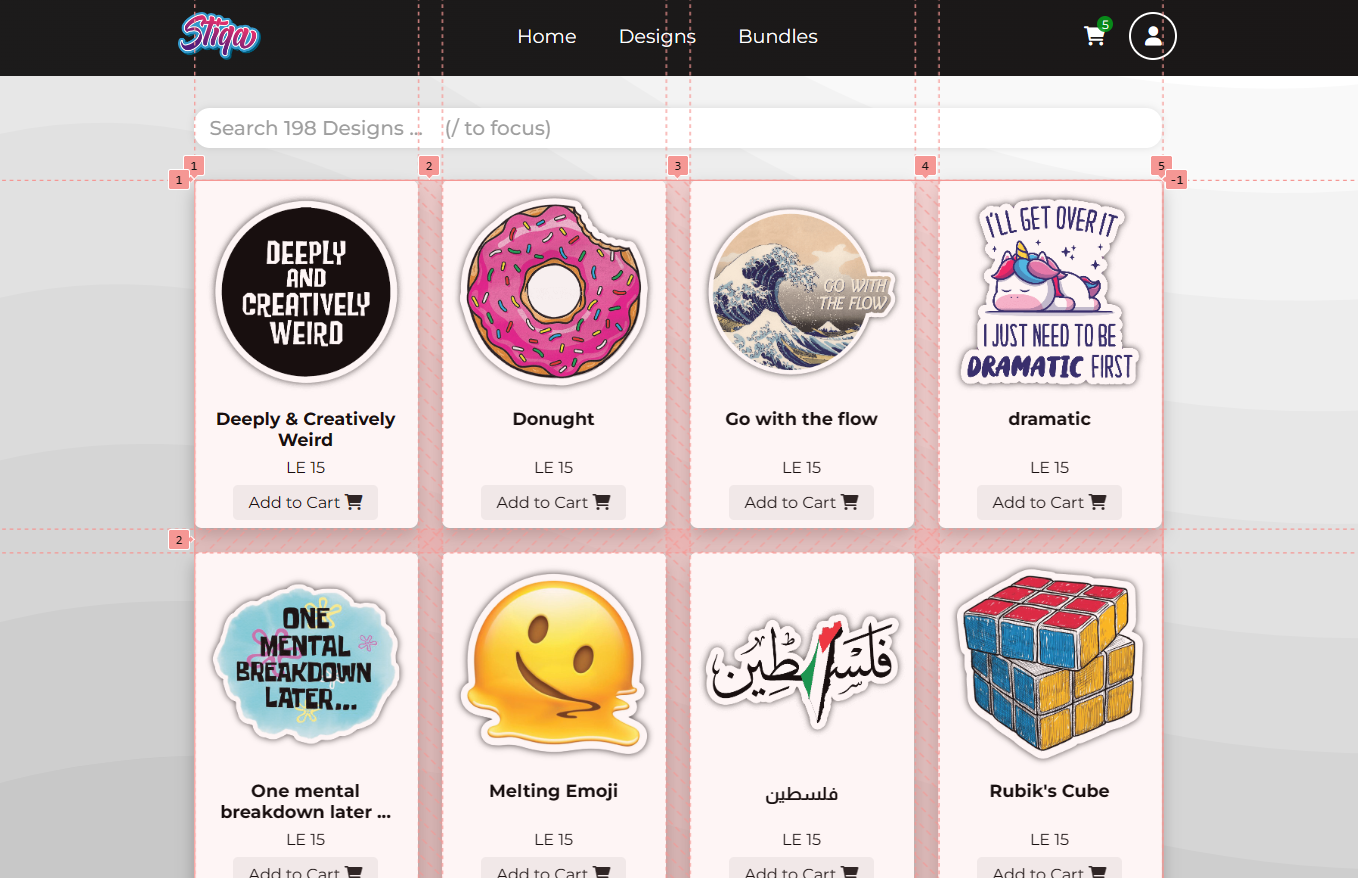 Stiqa
Home
Designs
Bundles
5
Search 198 Designs ... (/ to focus)
1
2
3
4
5
1
-1
DEEPLY
AND
CREATIVELY
WEIRD
GO WITH
THE FLOW
I'LL GET OVER IT
I JUST NEED TO BE
DRAMATIC FIRST
Deeply & Creatively
Weird
Donught
Go with the flow
dramatic
LE 15
LE 15
LE 15
LE 15
Add to Cart
Add to Cart
Add to Cart
Add to Cart
2
ONE
MENTAL
BREAKDOWN
LATER...
فلسطين
One mental
breakdown later ...
Melting Emoji
فلسطين
Rubik's Cube
LE 15
LE 15
LE 15
LE 15
Add to Cart
Add to Cart
Add to Cart
Add to Cart